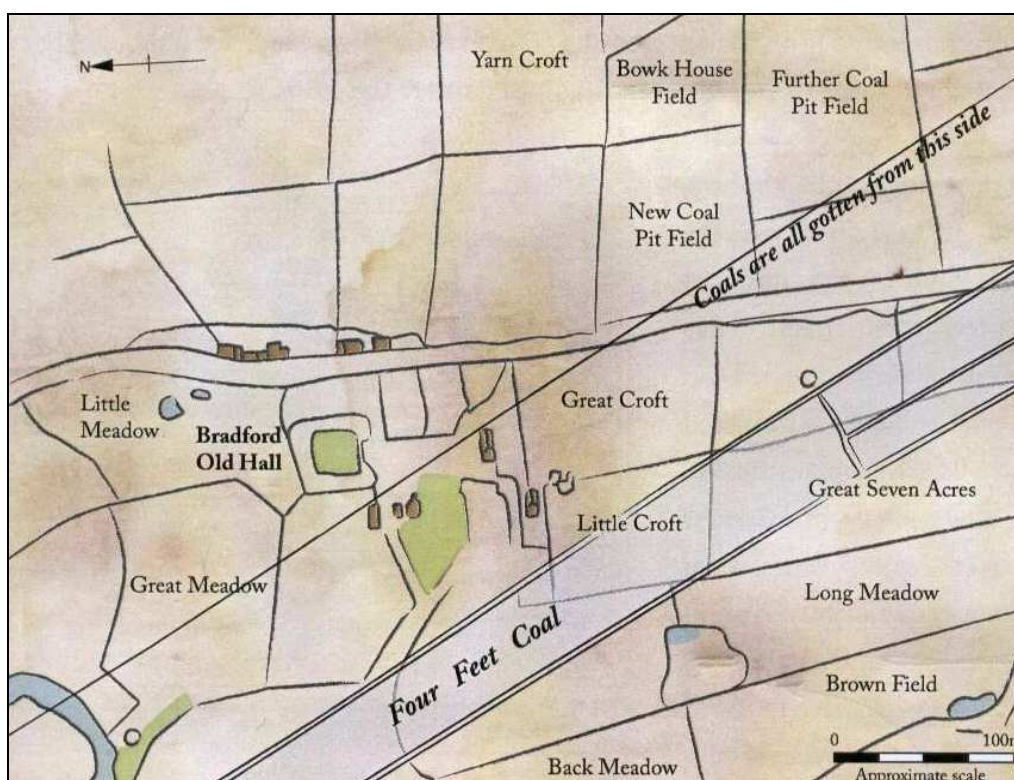 N
Yarn Croft
Bowk House
Field
Further Coal
Pit Field
New Coal
Pit Field
Coals are all gotten from this side
Little
Meadow
Bradford
Old Hall
Great Croft
Great Seven Acres
Little Croft
Great Meadow
Long Meadow
Four Feet Coal
Brown Field
Back Meadow
0
100m
Approximate scale